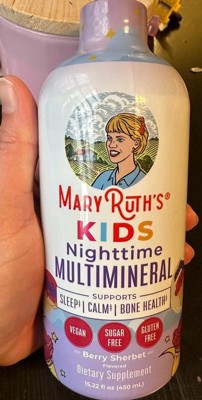 MARY RUTH'S®
KIDS
Nighttime
MULTIMINERAL
SUPPORTS
SLEEP‡ | CALM‡ | BONE HEALTH‡
VEGAN
SUGAR FREE
GLUTEN FREE
Berry Sherbet
Flavored
Dietary Supplement
15.22 fl oz (450 mL)